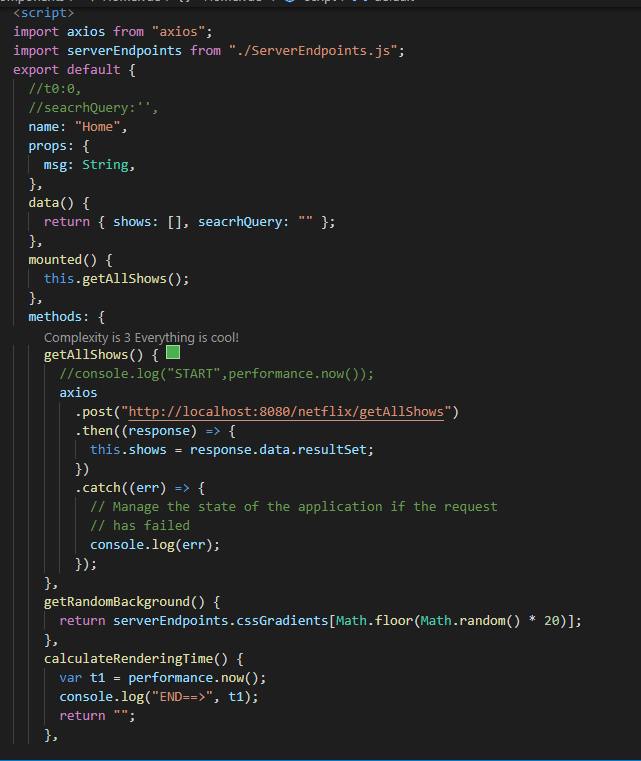 <script>
import axios from "axios";
import serverEndpoints from "./ServerEndpoints.js";
export default {
//t0:0,
//seacrhQuery:'',
name: "Home",
props: {
msg: String,
},
data() {
return { shows: [], seacrhQuery: "" };
},
mounted() {
this.getAllShows();
},
methods: {
Complexity is 3 Everything is cool!
getAllShows() {
//console.log("START",performance.now());
axios
.post("http://localhost:8080/netflix/getAllShows")
.then((response) => {
this.shows = response.data.resultSet;
})
.catch((err) => {
// Manage the state of the application if the request
// has failed
console.log(err);
});
},
getRandomBackground() {
return serverEndpoints.cssGradients[Math.floor(Math.random() * 20)];
},
calculateRenderingTime() {
var t1 = performance.now();
console.log("END==>", t1);
return "";
},